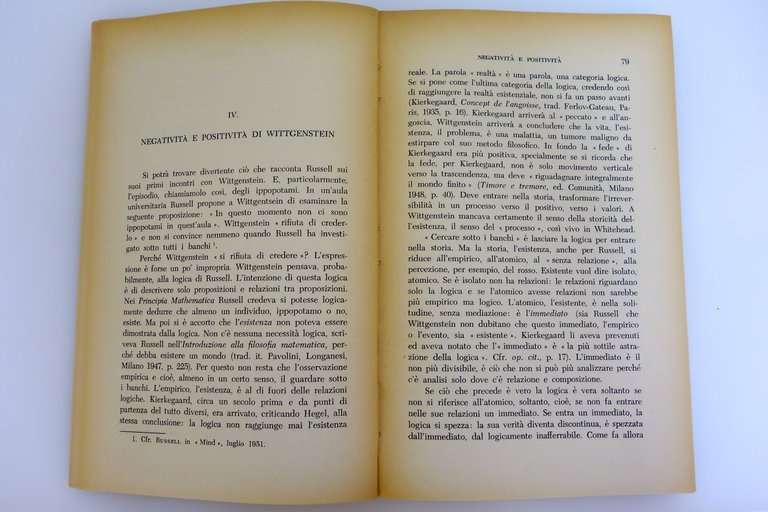 IV.
NEGATIVITÀ E POSITIVITÀ DI WITTGENSTEIN
Si potrà trovare divertente ciò che racconta Russell sui
suoi primi incontri con Wittgenstein. E, particolarmente,
l'episodio, chiamiamolo così, degli ippopotami. In un'aula
universitaria Russell propone a Wittgentsein di esaminare la
seguente proposizione: « In questo momento non ci sono
ippopotami in quest'aula ». Wittgenstein « rifiuta di creder-
lo » e non si convince nemmeno quando Russell ha investi-
gato sotto tutti i banchi ¹.
Perché Wittgenstein « si rifiuta di credere »? L'espres-
sione è forse un po' impropria. Wittgenstein pensava, proba-
bilmente, alla logica di Russell. L'intenzione di questa logica
è di descrivere solo proposizioni e relazioni tra proposizioni.
Nei Principia Mathematica Russell credeva si potesse logica-
mente dedurre che almeno un individuo, ippopotamo o no,
esiste. Ma poi si è accorto che l'esistenza non poteva essere
dimostrata dalla logica. Non c'è nessuna necessità logica, scri-
veva Russell nell'Introduzione alla filosofia matematica, per-
ché debba esistere un mondo (trad. it. Pavolini, Longanesi,
Milano 1947, p. 225). Per questo non resta che l'osservazione
empirica e cioè, almeno in un certo senso, il guardare sotto
i banchi. L'empirico, l'esistenza, è al di fuori delle relazioni
logiche. Kierkegaard, circa un secolo prima e da punti di
partenza del tutto diversi, era arrivato, criticando Hegel, alla
stessa conclusione: la logica non raggiunge mai l'esistenza
1. Cfr. RUSSELL in « Mind », luglio 1951.
NEGATIVITÀ E POSITIVITÀ 79
reale. La parola « realtà » è una parola, una categoria logica.
Se si pone come l'ultima categoria della logica, credendo così
di raggiungere la realtà esistenziale, non si fa un passo avanti
(Kierkegaard, Concept de l'angoisse, trad. Ferlov-Gateau, Pa-
ris, 1935, p. 16). Kierkegaard arriverà al « peccato » e all'an-
goscia, Wittgenstein arriverà a concludere che la vita, l'esi-
stenza, il problema, è una malattia, un tumore maligno da
estirpare col suo metodo filosofico. In fondo la « fede » di
Kierkegaard era più positiva, specialmente se si ricorda che
la fede, per Kierkegaard, non è solo movimento verticale
verso la trascendenza, ma deve « riguadagnare integralmente
il mondo finito » (Timore e tremore, ed. Comunità, Milano
1948, p. 40). Deve entrare nella storia, trasformare l'irrever-
sibilità in un processo verso il positivo, verso i valori. A
Wittgenstein mancava certamente il senso della storicità del-
l'esistenza, il senso del « processo », così vivo in Whitehead.
« Cercare sotto i banchi » è lasciare la logica per entrare
nella storia. Ma la storia, l'esistenza, anche per Russell, si
riduce all'empirico, all'atomico, al « senza relazione », alla
percezione, per esempio, del rosso. Esistente vuol dire isolato,
atomico. Se è isolato non ha relazioni: le relazioni riguardano
solo la logica e se l'atomico avesse relazioni non sarebbe
più empirico ma logico. L'atomico, l'esistente, è nella soli-
tudine, senza mediazione: è l'immediato (sia Russell che
Wittgenstein non dubitano che questo immediato, l'empirico
o l'evento, sia « esistente ». Kierkegaard li aveva prevenuti
ed aveva notato che l'« immediato » è « la più sottile astra-
zione della logica ». Cfr. op. cit., p. 17). L'immediato è il
non più divisibile, è ciò che non si può più analizzare perché
c'è analisi solo dove c'è relazione e composizione.
Se ciò che precede è vero la logica è vera soltanto se
non si riferisce all'atomico, soltanto, cioè, se non fa entrare
nelle sue relazioni un immediato. Se entra un immediato, la
logica si spezza: la sua verità diventa discontinua, è spezzata
dall'immediato, dal logicamente inafferrabile. Come fa allora